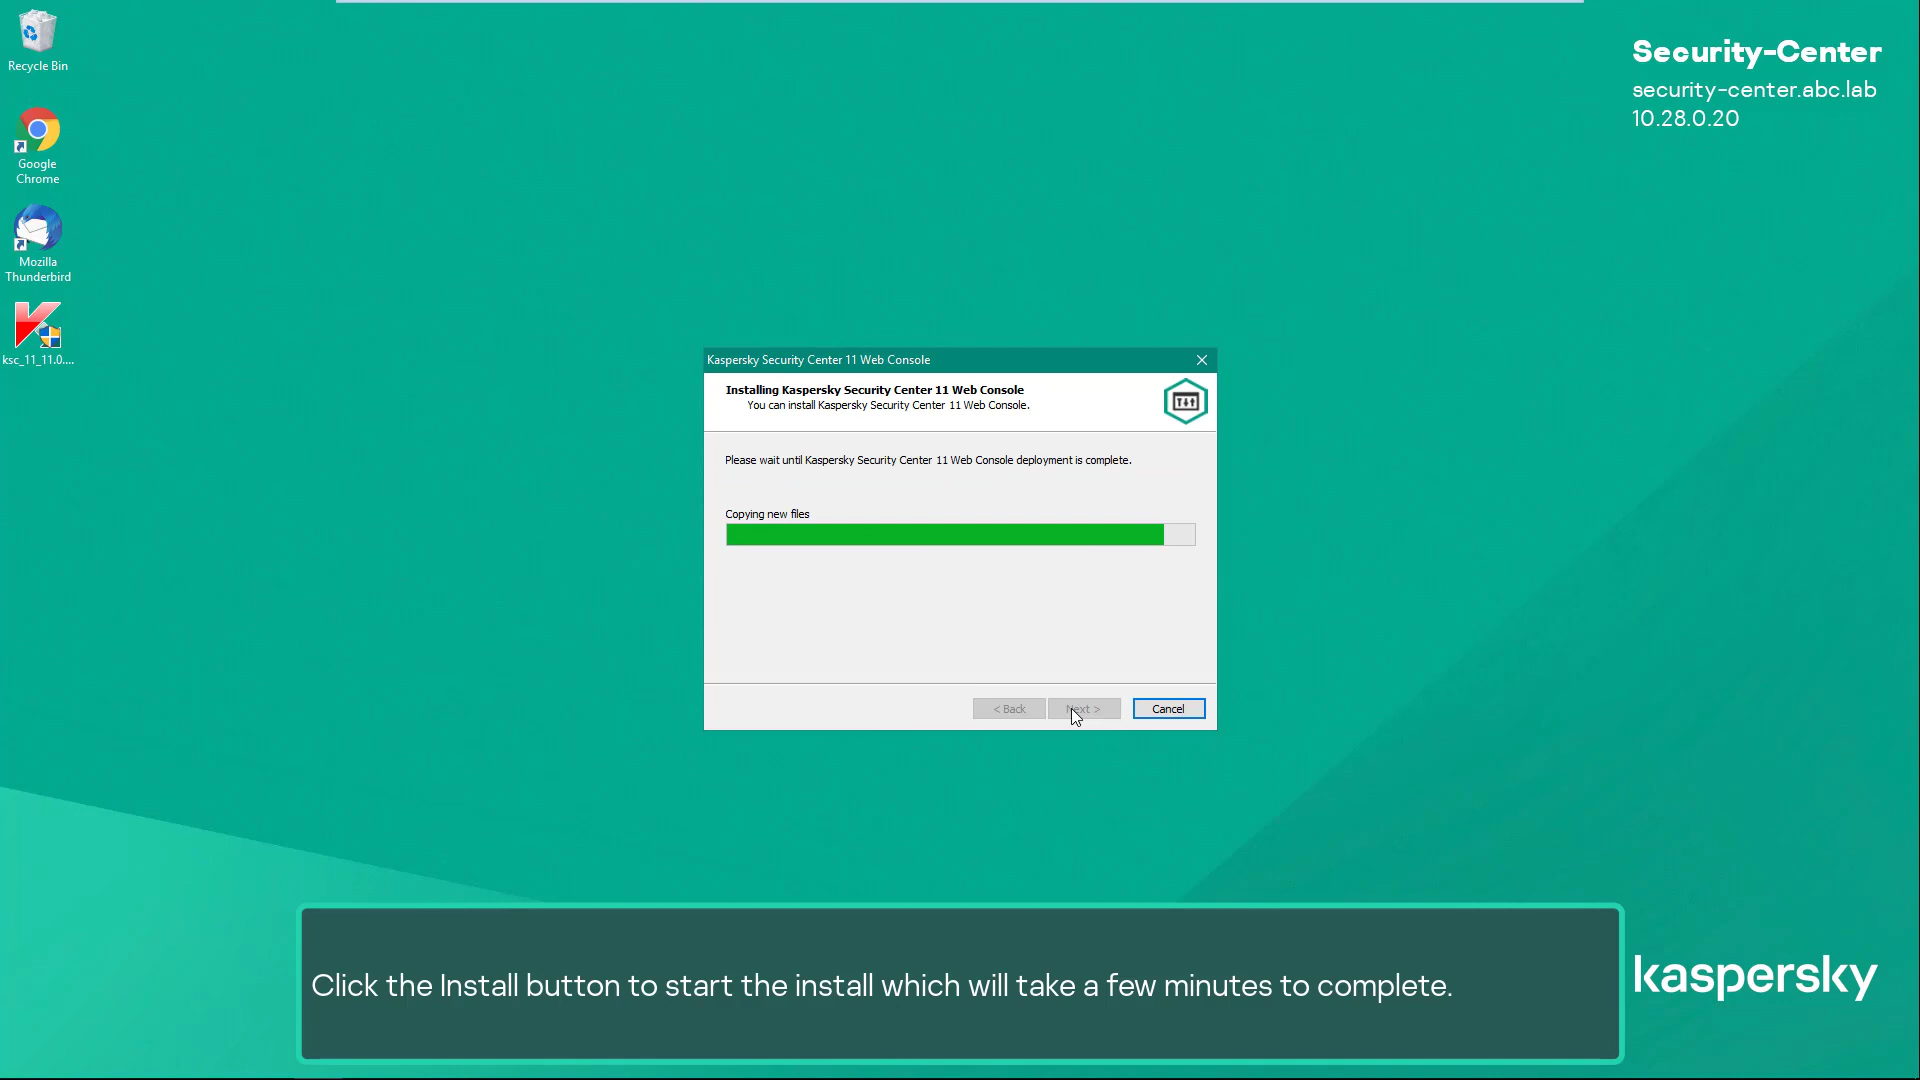 Recycle Bin
Google
Chrome
Mozilla
Thunderbird
ksc_11_11.0....
Security-Center
security-center.abc.lab
10.28.0.20
Kaspersky Security Center 11 Web Console
Installing Kaspersky Security Center 11 Web Console
You can install Kaspersky Security Center 11 Web Console.
Please wait until Kaspersky Security Center 11 Web Console deployment is complete.
Copying new files
< Back
Next >
Cancel
Click the Install button to start the install which will take a few minutes to complete.
kaspersky